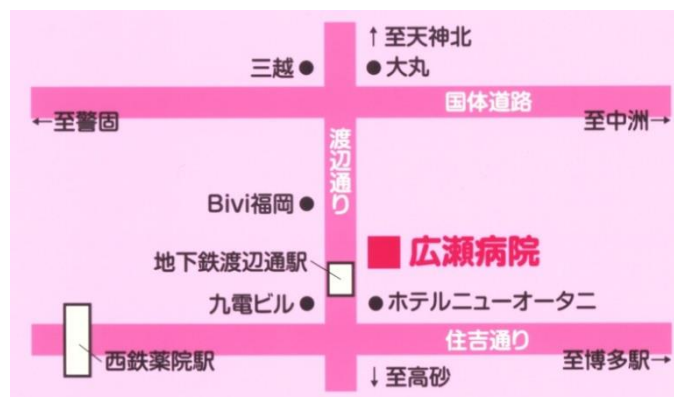 ↑至天神北
三越●
●大丸
国体道路
←至警固
至中洲→
渡辺通り
Bivi福岡●
広瀬病院
地下鉄渡辺通駅
九電ビル●
●ホテルニューオータニ
住吉通り
西鉄薬院駅
至博多駅→
↓至高砂